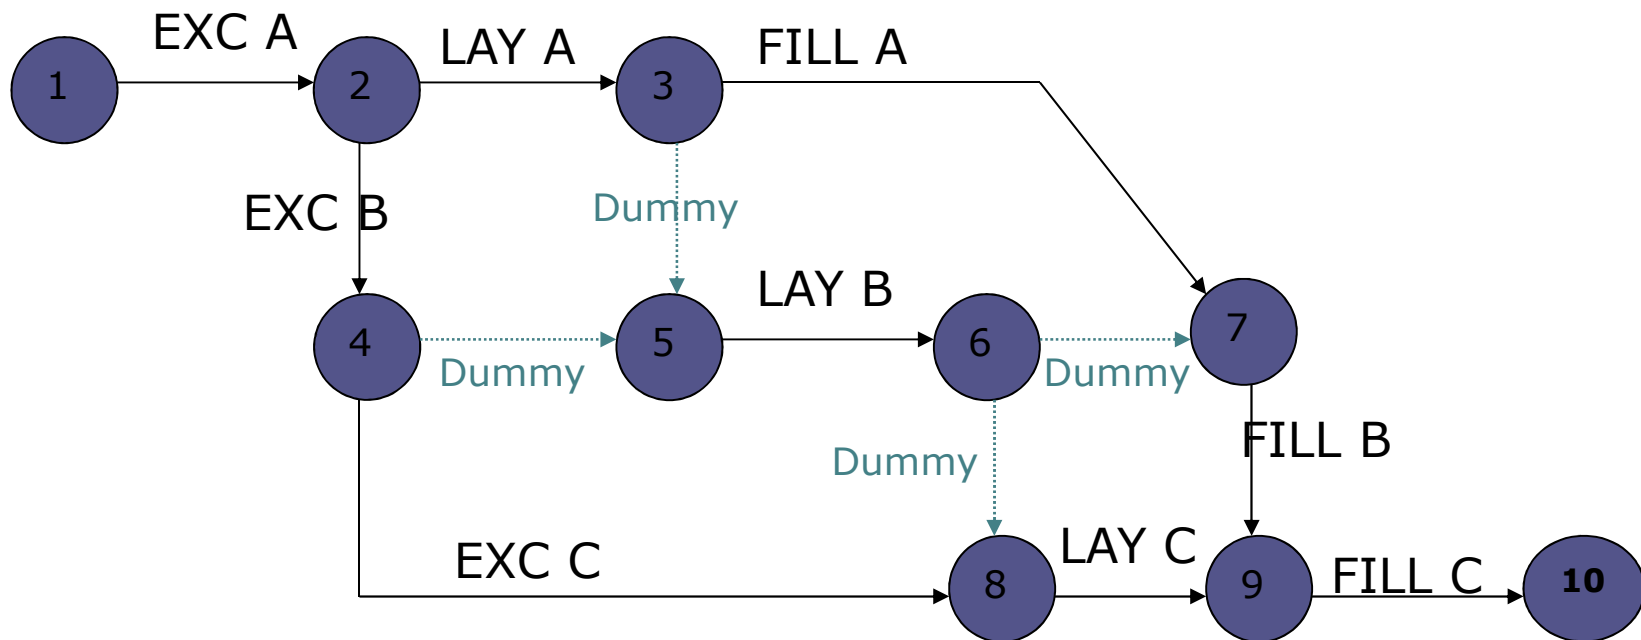 EXC A
LAY A
FILL A
1
2
3
EXC B
Dummy
LAY B
4
Dummy
5
6
Dummy
7
FILL B
Dummy
EXC C
LAY C
FILL C
8
9
10